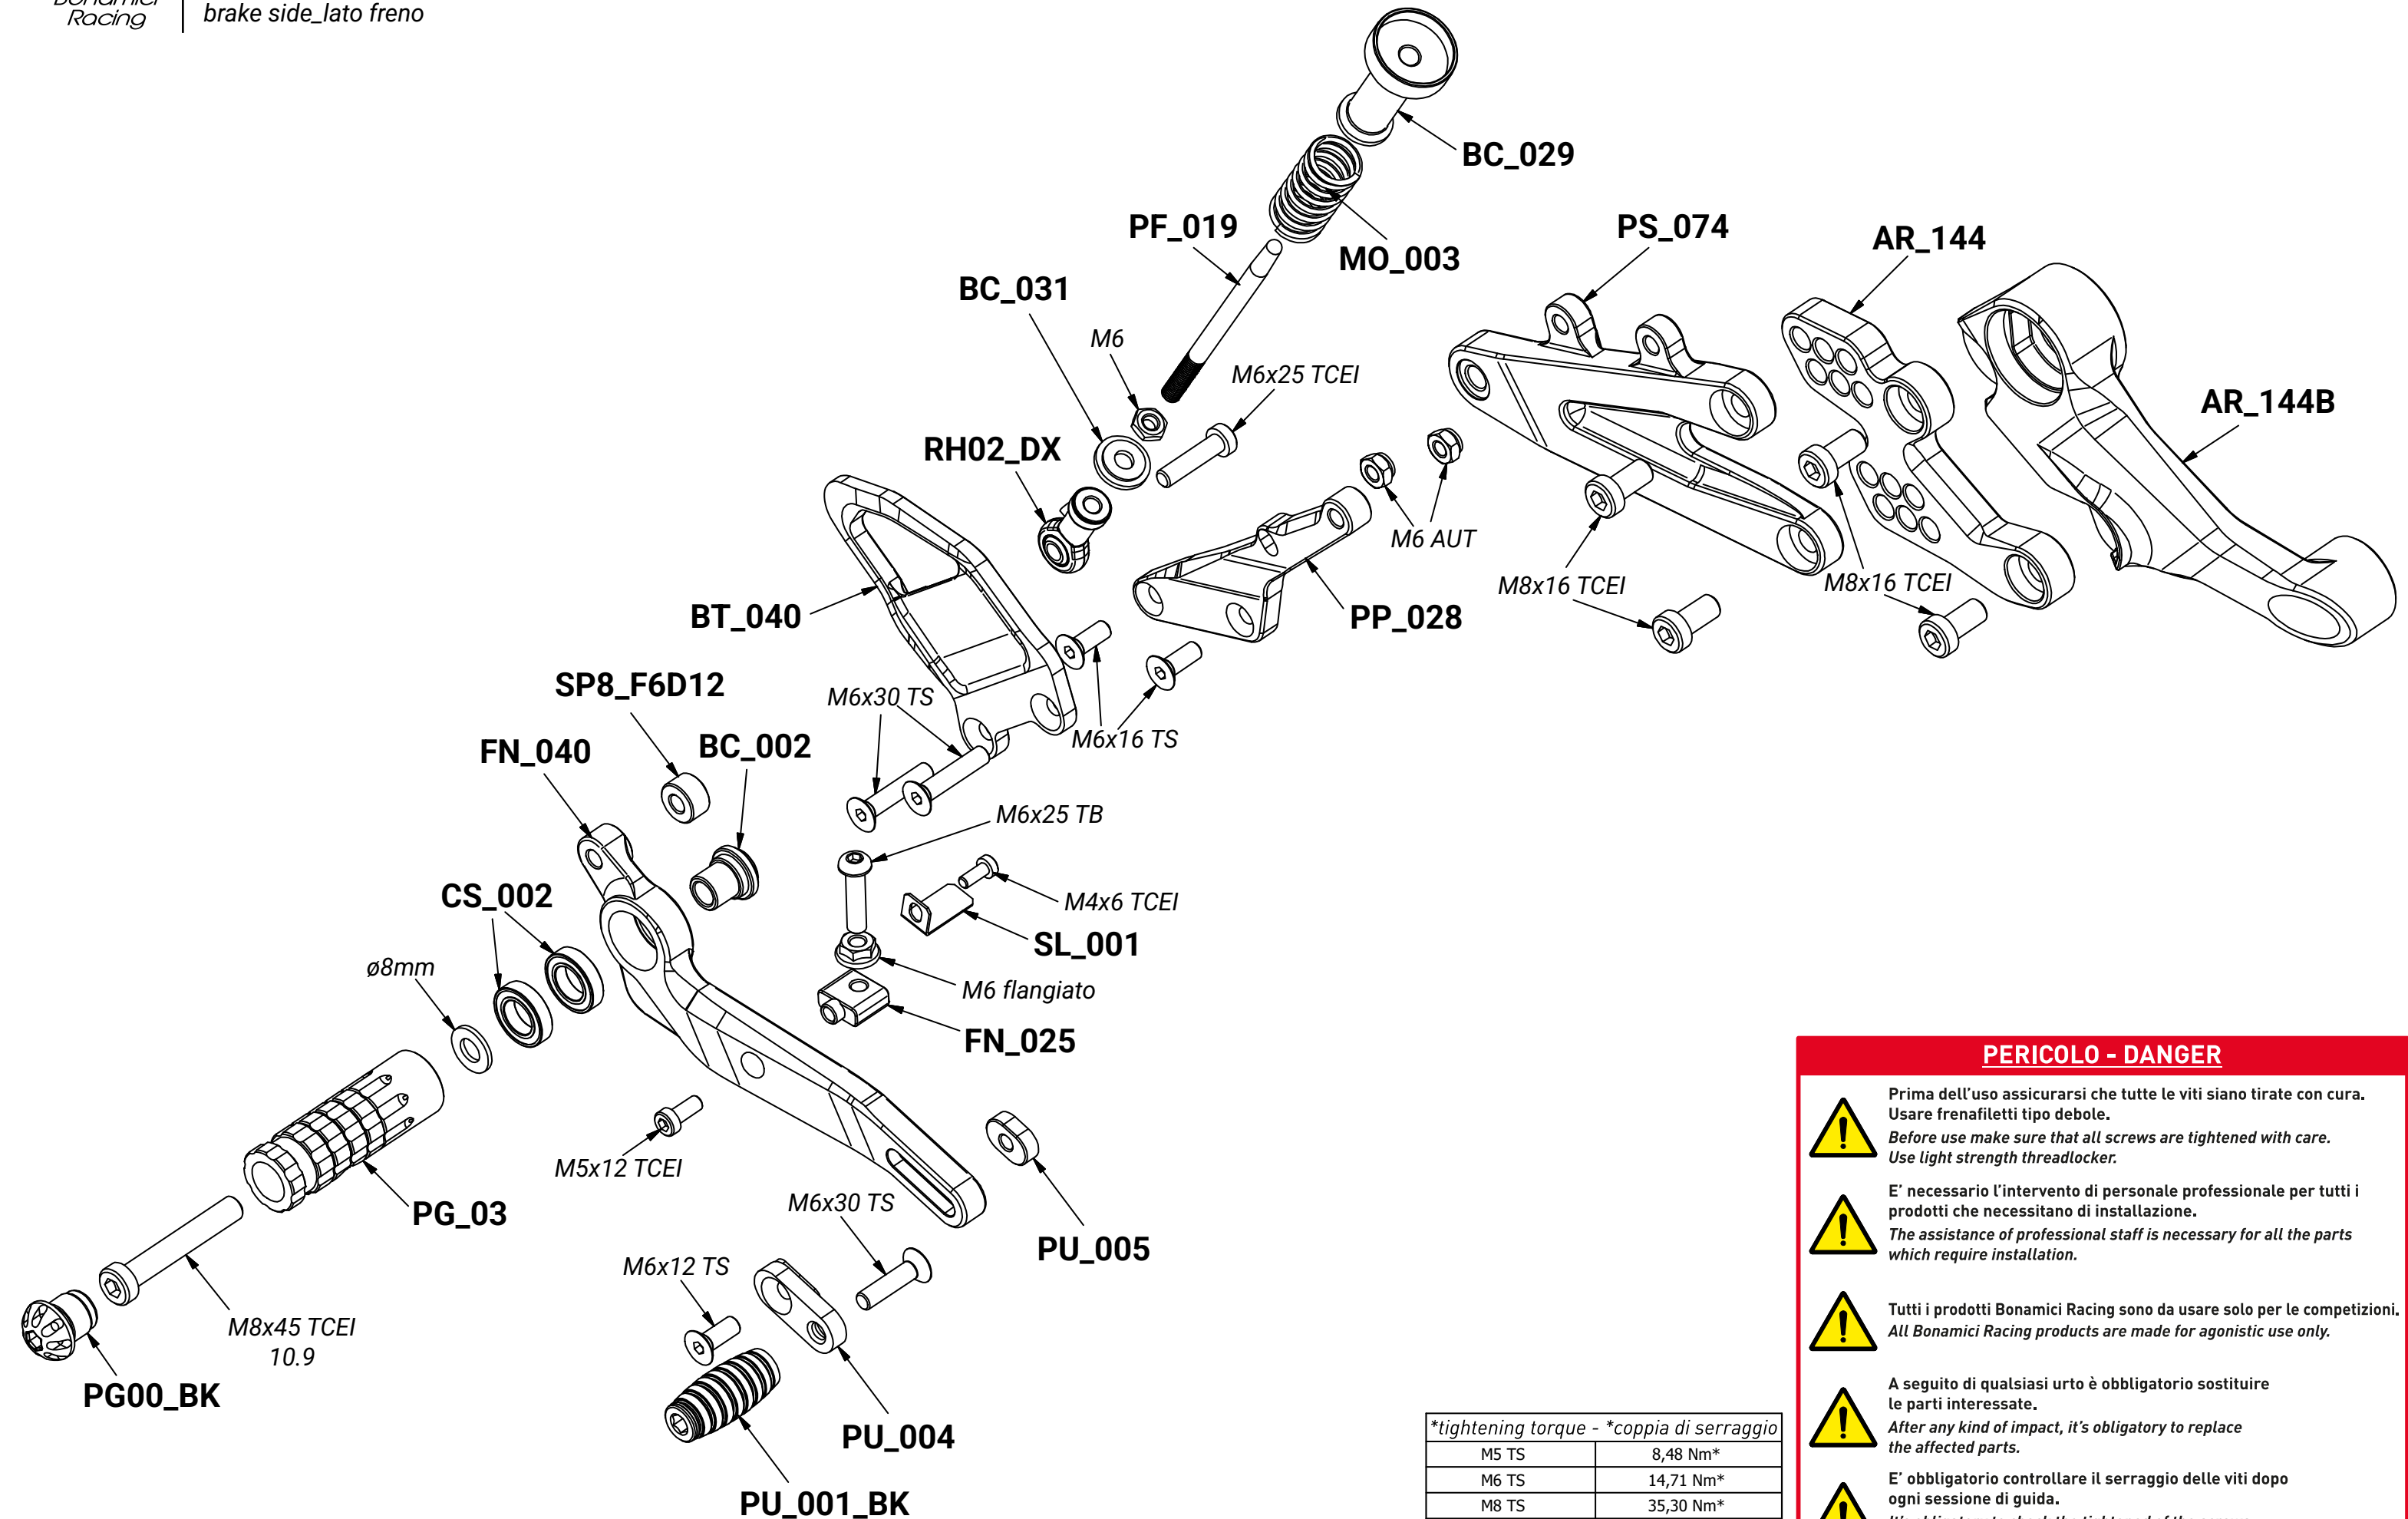 Racing
brake side_lato freno
BC_029
PF_019
MO_003
PS_074
AR_144
BC_031
M6
M6x25 TCEI
AR_144B
RH02_DX
M6 AUT
M8x16 TCEI
M8x16 TCEI
BT_040
PP_028
SP8_F6D12
M6x30 TS
M6x16 TS
FN_040
BC_002
M6x25 TB
CS_002
M4x6 TCEI
SL_001
ø8mm
M6 flangiato
FN_025
M5x12 TCEI
PG_03
M6x30 TS
PU_005
M6x12 TS
M8x45 TCEI
10.9
PG00_BK
PU_004
PU_001_BK
*tightening torque - *coppia di serraggio
M5 TS 8,48 Nm*
M6 TS 14,71 Nm*
M8 TS 35,30 Nm*
PERICOLO - DANGER
Prima dell'uso assicurarsi che tutte le viti siano tirate con cura.
Usare frenafiletti tipo debole.
Before use make sure that all screws are tightened with care.
Use light strength threadlocker.
E' necessario l'intervento di personale professionale per tutti i
prodotti che necessitano di installazione.
The assistance of professional staff is necessary for all the parts
which require installation.
Tutti i prodotti Bonamici Racing sono da usare solo per le competizioni.
All Bonamici Racing products are made for agonistic use only.
A seguito di qualsiasi urto è obbligatorio sostituire
le parti interessate.
After any kind of impact, it's obligatory to replace
the affected parts.
E' obbligatorio controllare il serraggio delle viti dopo
ogni sessione di guida.